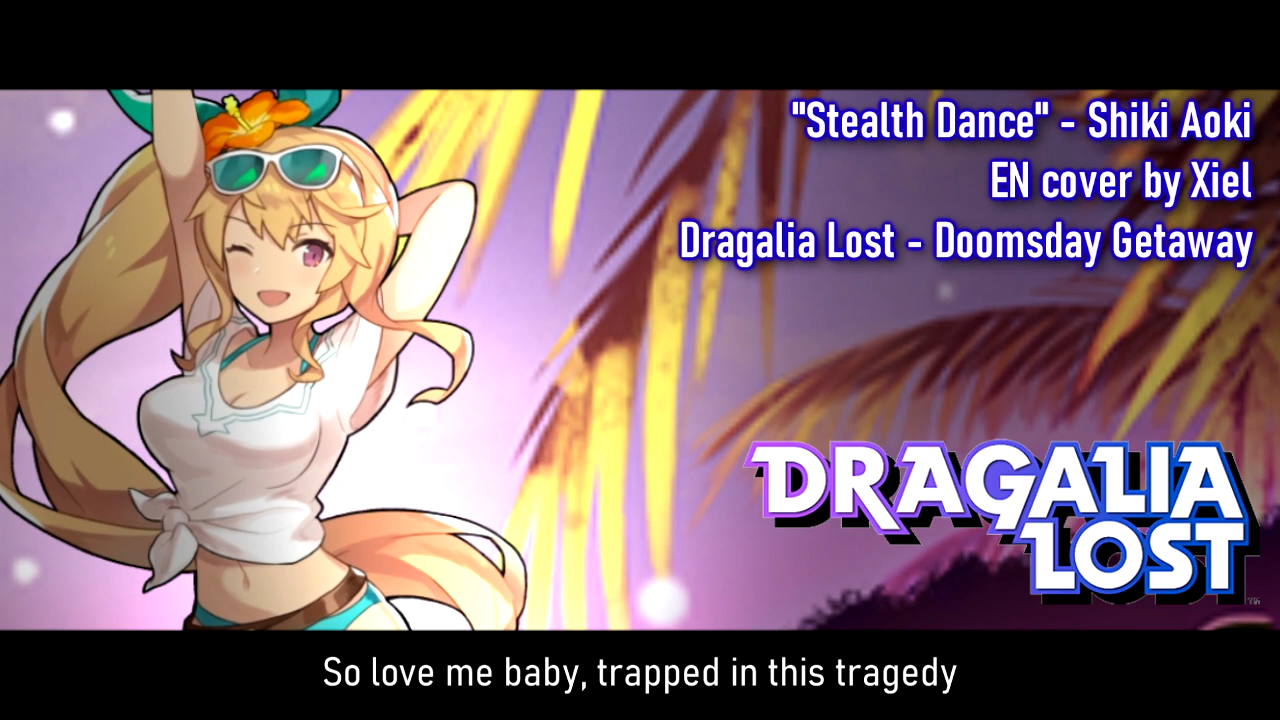 "Stealth Dance" - Shiki Aoki
EN cover by Xiel
Dragalia Lost - Doomsday Getaway
DRAGALIA
LOST
TM
So love me baby, trapped in this tragedy